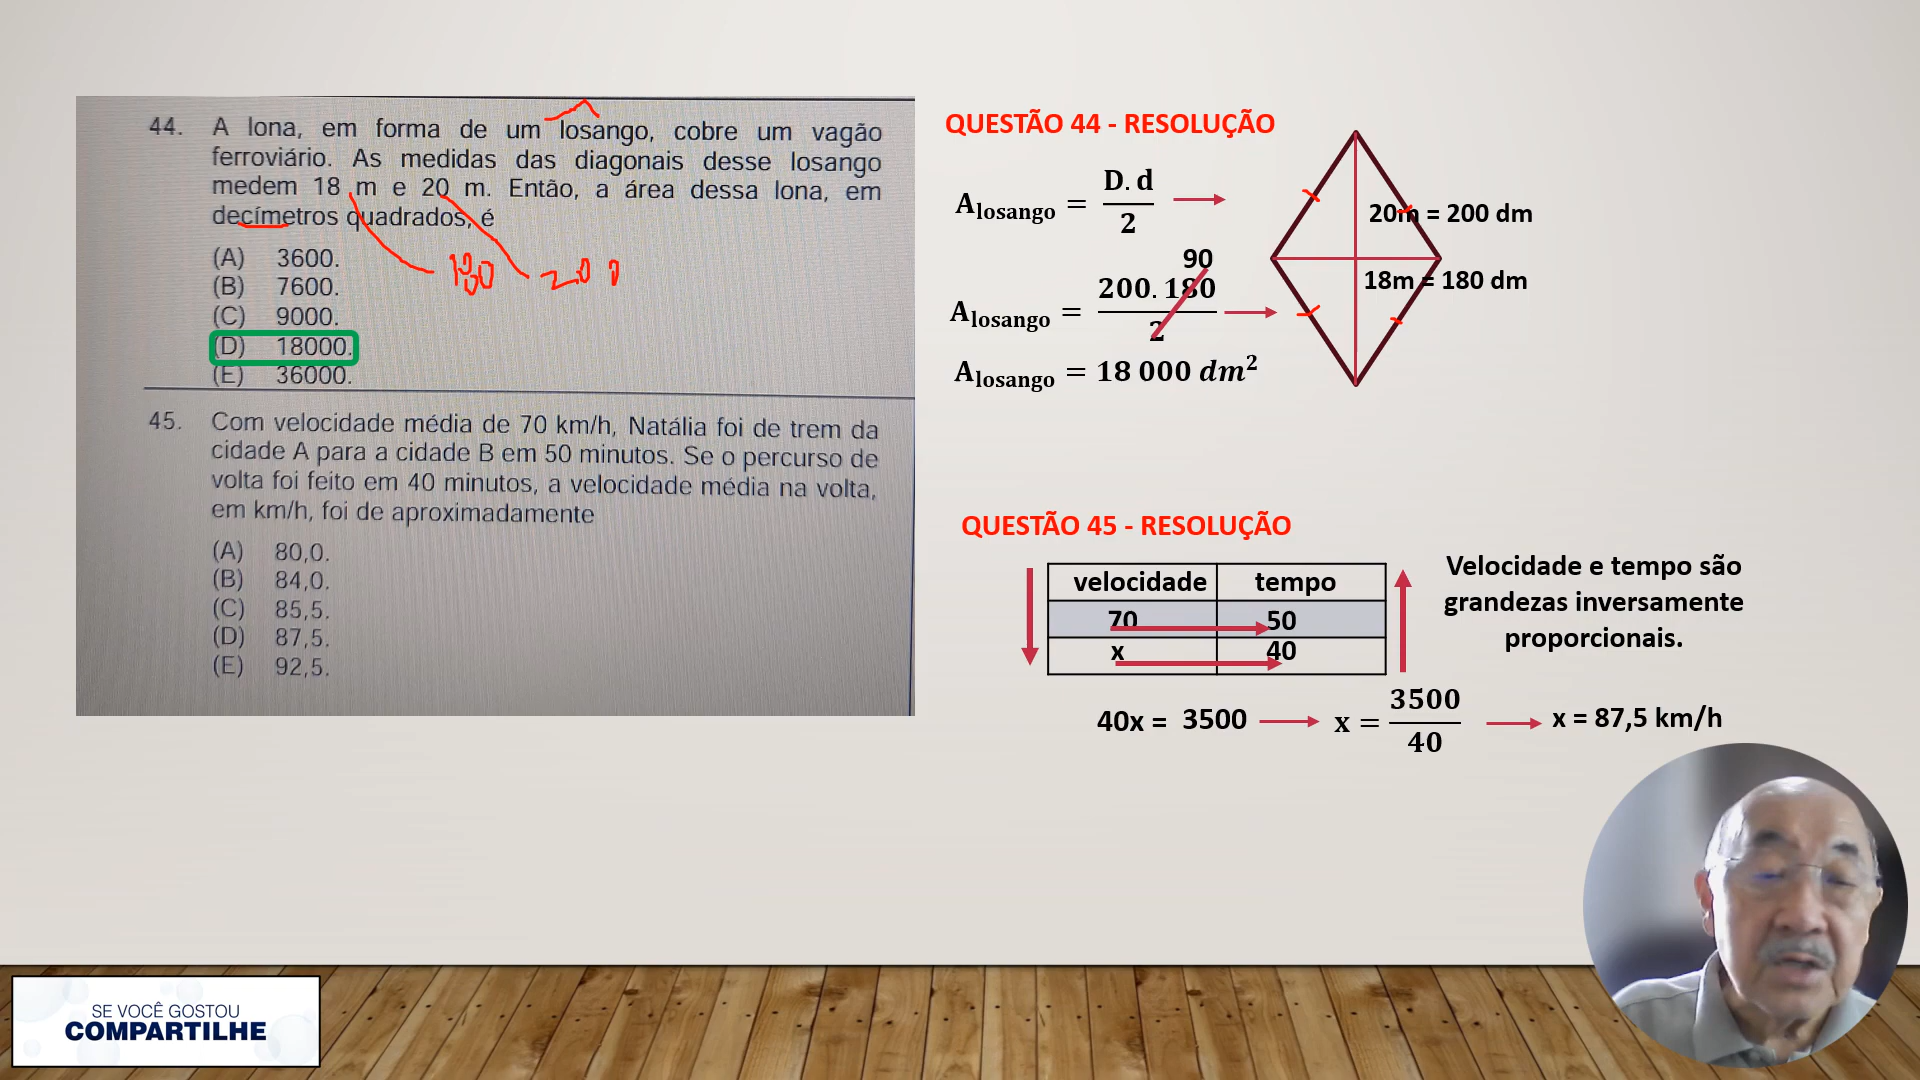 44. A lona, em forma de um losango, cobre um vagão
ferroviário. As medidas das diagonais desse losango
medem 18 m e 20 m. Então, a área dessa lona, em
decímetros quadrados, é
(A) 3600.
(B) 7600.
(C) 9000.
(D) 18000.
(E) 36000.
180 200
45. Com velocidade média de 70 km/h, Natália foi de trem da
cidade A para a cidade B em 50 minutos. Se o percurso de
volta foi feito em 40 minutos, a velocidade média na volta,
em km/h, foi de aproximadamente
(A) 80,0.
(B) 84,0.
(C) 85,5.
(D) 87,5.
(E) 92,5.
QUESTÃO 44 - RESOLUÇÃO
A losango = D. d / 2
20m = 200 dm
18m = 180 dm
90
A losango = 200. 180 / 2
A losango = 18 000 dm²
QUESTÃO 45 - RESOLUÇÃO
velocidade tempo
70 50
x 40
Velocidade e tempo são
grandezas inversamente
proporcionais.
40x = 3500 x = 3500 / 40 x = 87,5 km/h
SE VOCÊ GOSTOU
COMPARTILHE